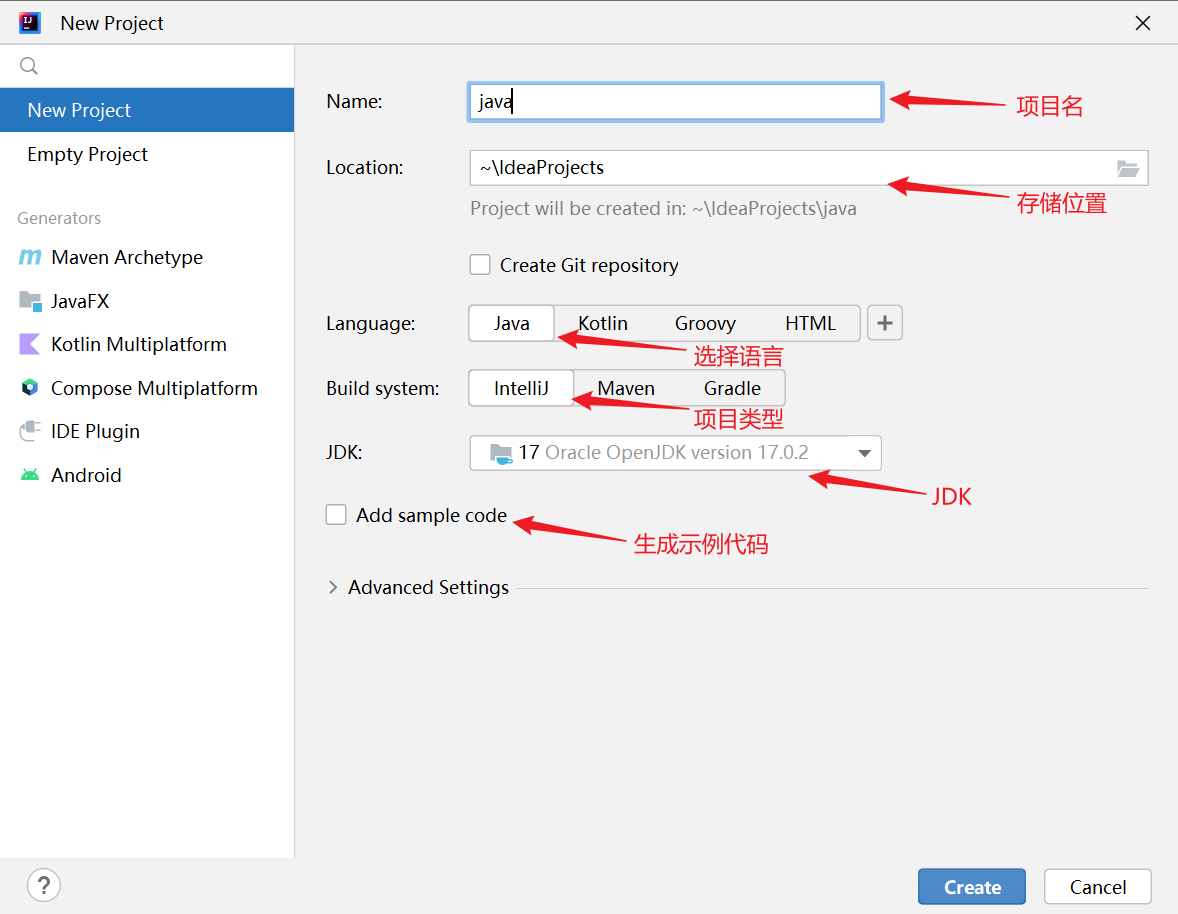 New Project
New Project
Empty Project
Generators
Maven Archetype
JavaFX
Kotlin Multiplatform
Compose Multiplatform
IDE Plugin
Android
Name: java 项目名
Location: ~\IdeaProjects 存储位置
Project will be created in: ~\IdeaProjects\java
Create Git repository
Language: Java Kotlin Groovy HTML +
选择语言
Build system: IntelliJ Maven Gradle
项目类型
JDK: 17 Oracle OpenJDK version 17.0.2
JDK
Add sample code
生成示例代码
Advanced Settings
? Create Cancel